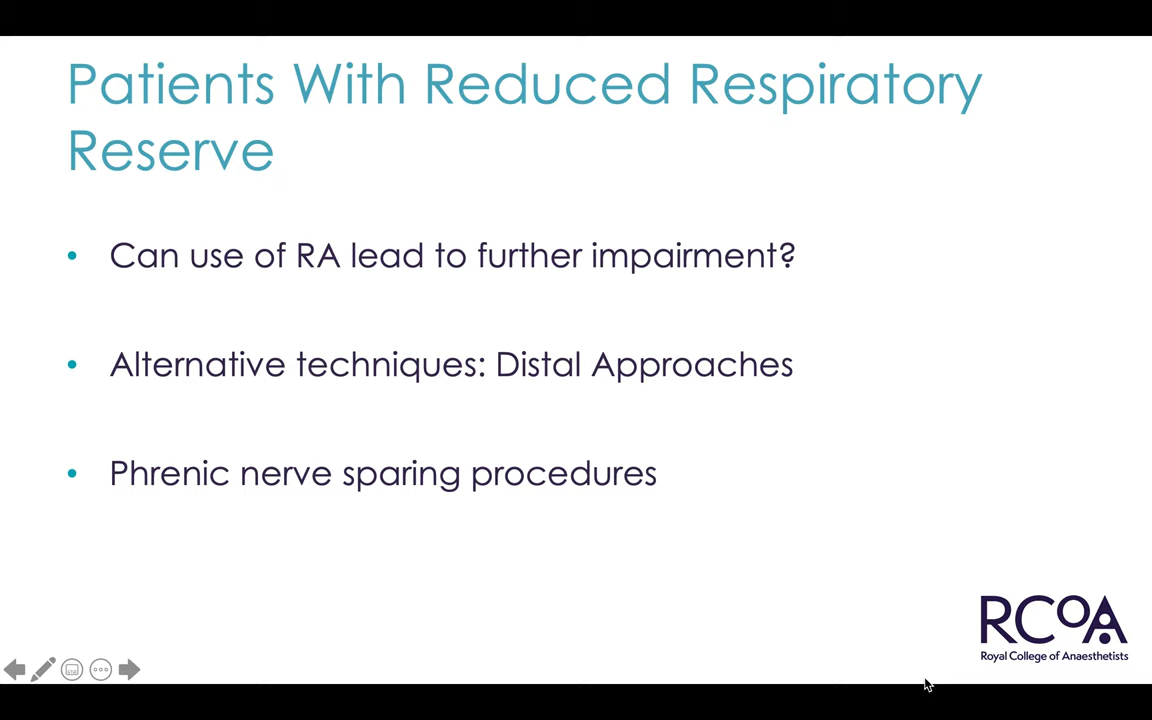 Patients With Reduced Respiratory
Reserve
• Can use of RA lead to further impairment?
• Alternative techniques: Distal Approaches
• Phrenic nerve sparing procedures
RCoA
Royal College of Anaesthetists